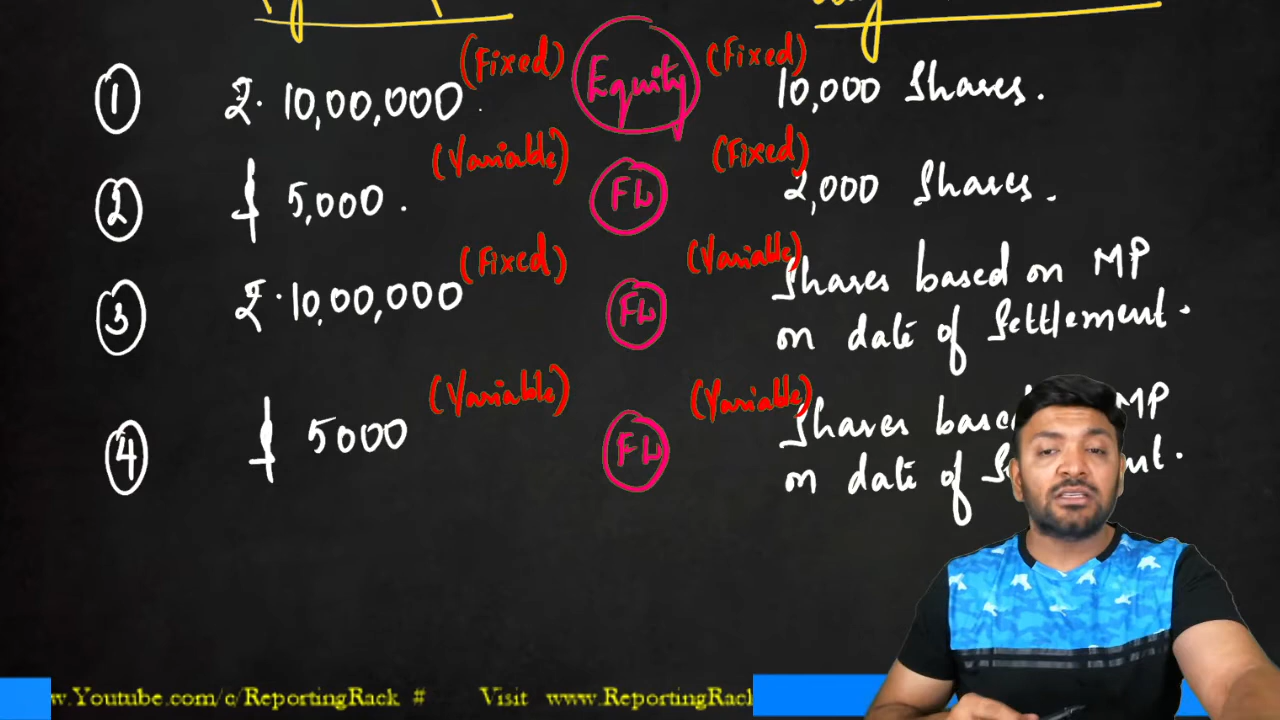 (Fixed) Equity (Fixed)
1 ₹. 10,00,000. 10,000 Shares.
(Variable) (Fixed)
2 $ 5,000. FL 2,000 Shares.
(Fixed) (Variable)
3 ₹. 10,00,000 FL Shares based on MP
on date of Settlement.
(Variable) (Variable)
4 $ 5000 FL Shares MP
on date of
w.Youtube.com/c/ReportingRack # Visit www.ReportingRack